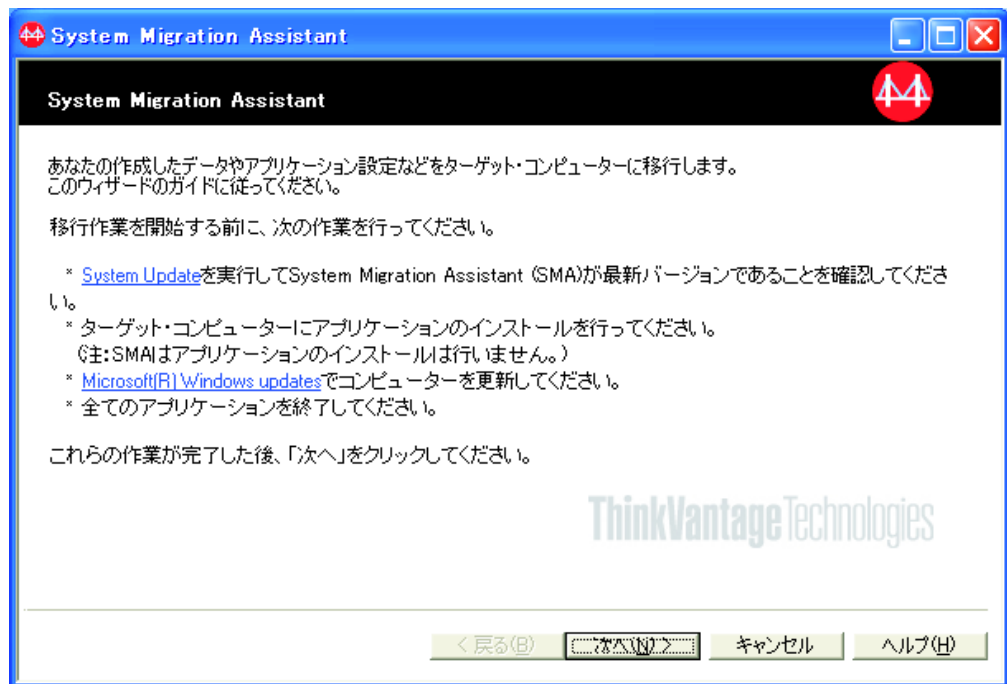 System Migration Assistant
System Migration Assistant
あなたの作成したデータやアプリケーション設定などをターゲット・コンピューターに移行します。
このウィザードのガイドに従ってください。
移行作業を開始する前に、次の作業を行ってください。
* System Updateを実行してSystem Migration Assistant (SMA)が最新バージョンであることを確認してくださ
い。
* ターゲット・コンピューターにアプリケーションのインストールを行ってください。
(注:SMAはアプリケーションのインストールは行いません。)
* Microsoft(R) Windows updatesでコンピューターを更新してください。
* 全てのアプリケーションを終了してください。
これらの作業が完了した後、「次へ」をクリックしてください。
ThinkVantage Technologies
< 戻る(B) 次へ(N) > キャンセル ヘルプ(H)